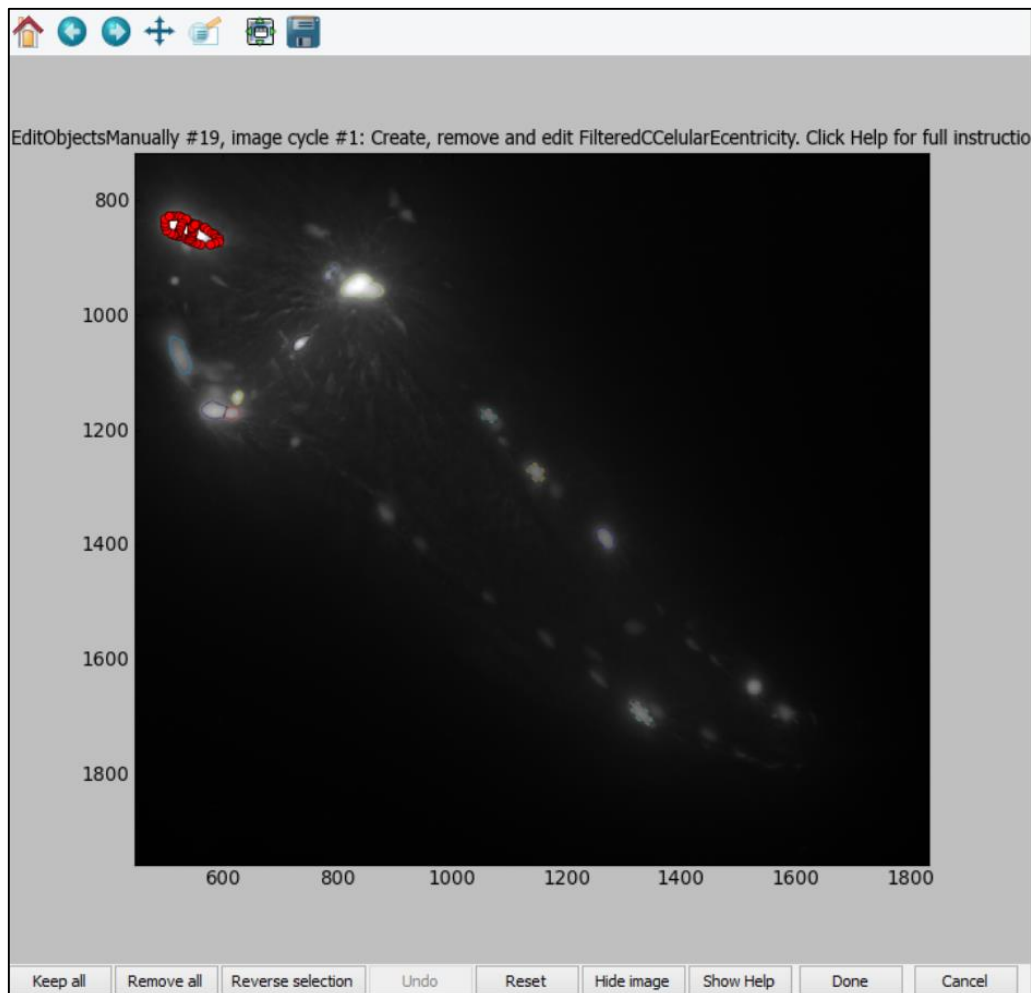 EditObjectsManually #19, image cycle #1: Create, remove and edit FilteredCCelularEcentricity. Click Help for full instructio
800
1000
1200
1400
1600
1800
600 800 1000 1200 1400 1600 1800
Keep all Remove all Reverse selection Undo Reset Hide image Show Help Done Cancel